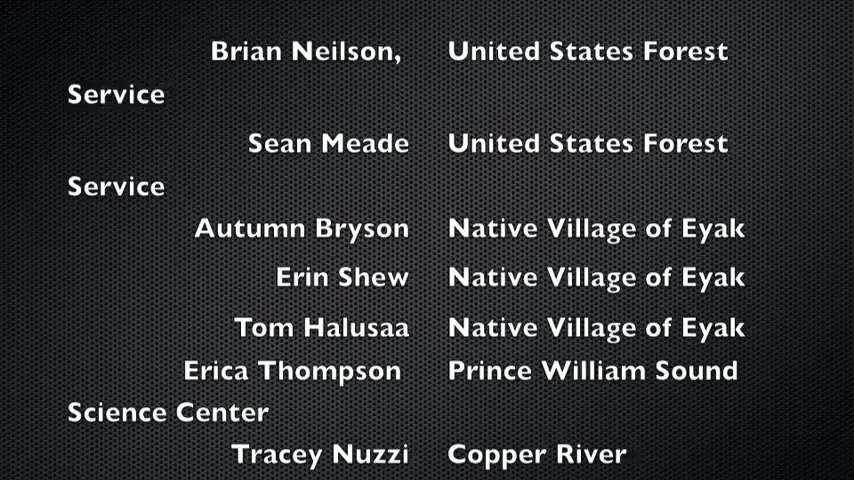 Brian Neilson, United States Forest
Service
Sean Meade United States Forest
Service
Autumn Bryson Native Village of Eyak
Erin Shew Native Village of Eyak
Tom Halusaa Native Village of Eyak
Erica Thompson Prince William Sound
Science Center
Tracey Nuzzi Copper River